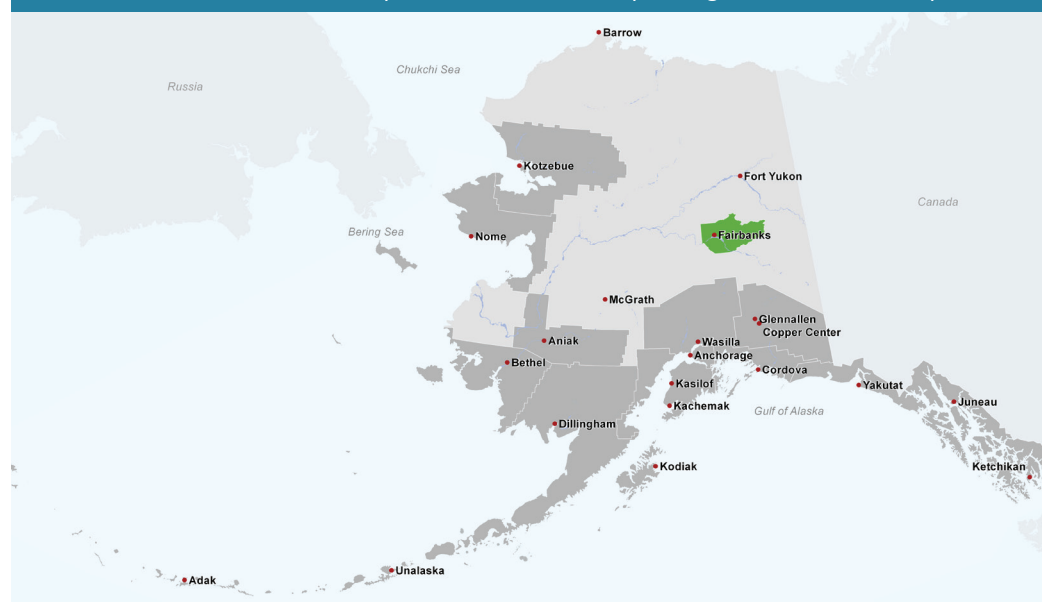 Barrow
Chukchi Sea
Russia
Kotzebue
Fort Yukon
Canada
Bering Sea
Nome
Fairbanks
McGrath
Glennallen
Copper Center
Aniak
Wasilla
Anchorage
Bethel
Cordova
Kasilof
Yakutat
Kachemak
Gulf of Alaska
Juneau
Dillingham
Kodiak
Ketchikan
Unalaska
Adak